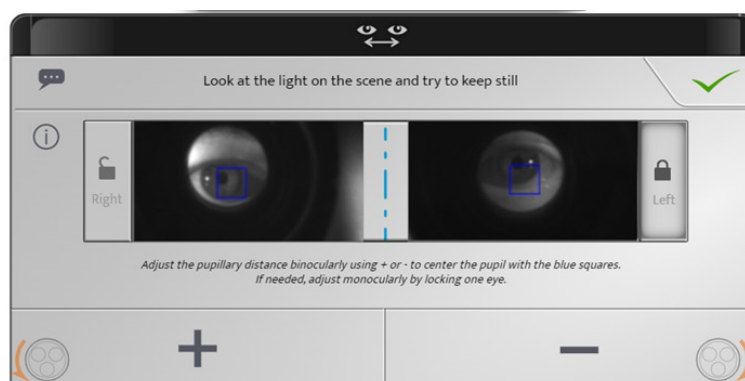 Look at the light on the scene and try to keep still
Right
Left
Adjust the pupillary distance binocularly using + or - to center the pupil with the blue squares.
If needed, adjust monocularly by locking one eye.